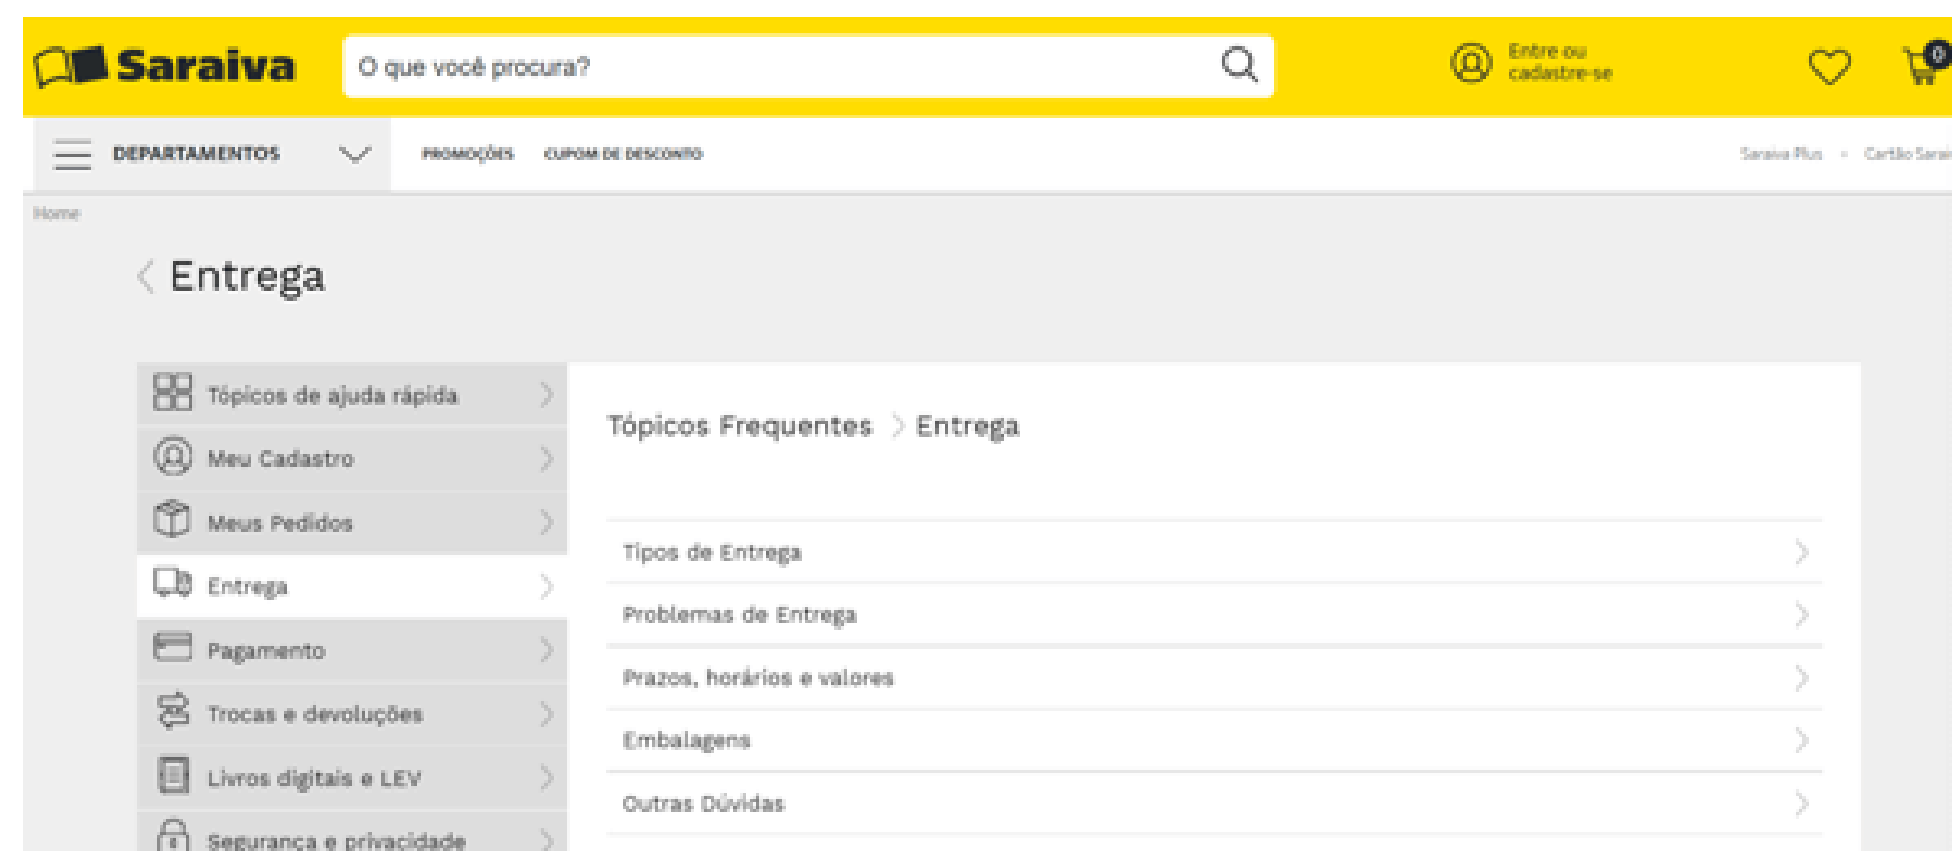 Saraiva
O que você procura?
Entre ou
cadastre-se
0
DEPARTAMENTOS
PROMOÇÕES
CUPOM DE DESCONTO
Saraiva Plus
Cartão
Home
Entrega
Tópicos de ajuda rápida
Meu Cadastro
Meus Pedidos
Entrega
Pagamento
Trocas e devoluções
Livros digitais e LEV
Segurança e privacidade
Tópicos Frequentes > Entrega
Tipos de Entrega
Problemas de Entrega
Prazos, horários e valores
Embalagens
Outras Dúvidas